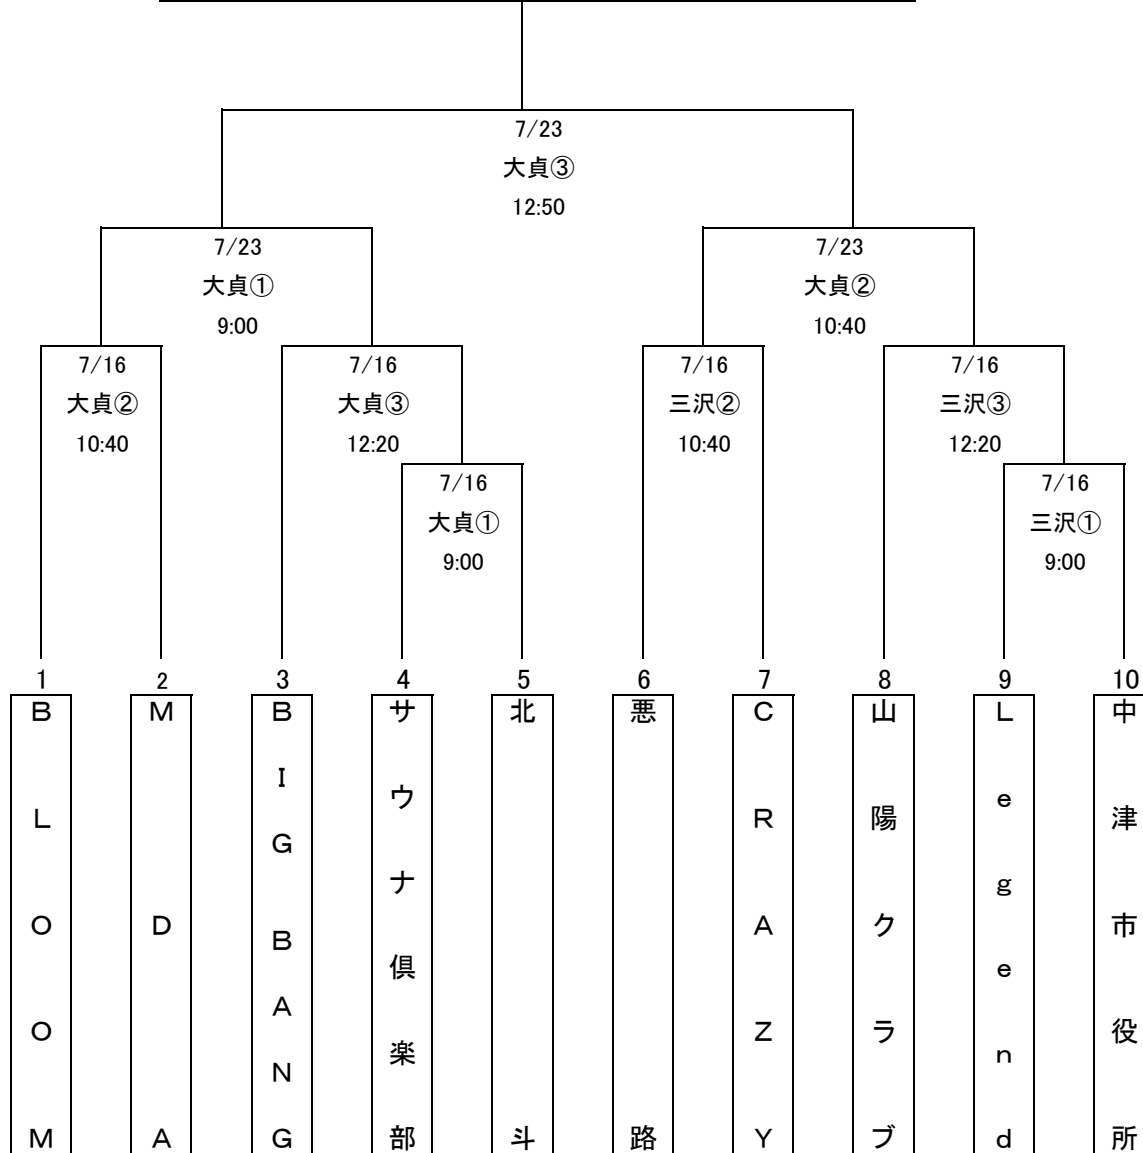 7/23
大貞③
12:50
7/23
大貞①
9:00
7/23
大貞②
10:40
7/16
大貞②
10:40
7/16
大貞③
12:20
7/16
三沢②
10:40
7/16
三沢③
12:20
7/16
大貞①
9:00
7/16
三沢①
9:00
1
2
3
4
5
6
7
8
9
10
ＢＬＯＯＭ
ＭＤＡ
ＢＩＧ ＢＡＮＧ
サウナ倶楽部
北斗
悪路
ＣＲＡＺＹ
山陽クラブ
Ｌｅｇｅｎｄ
中津市役所